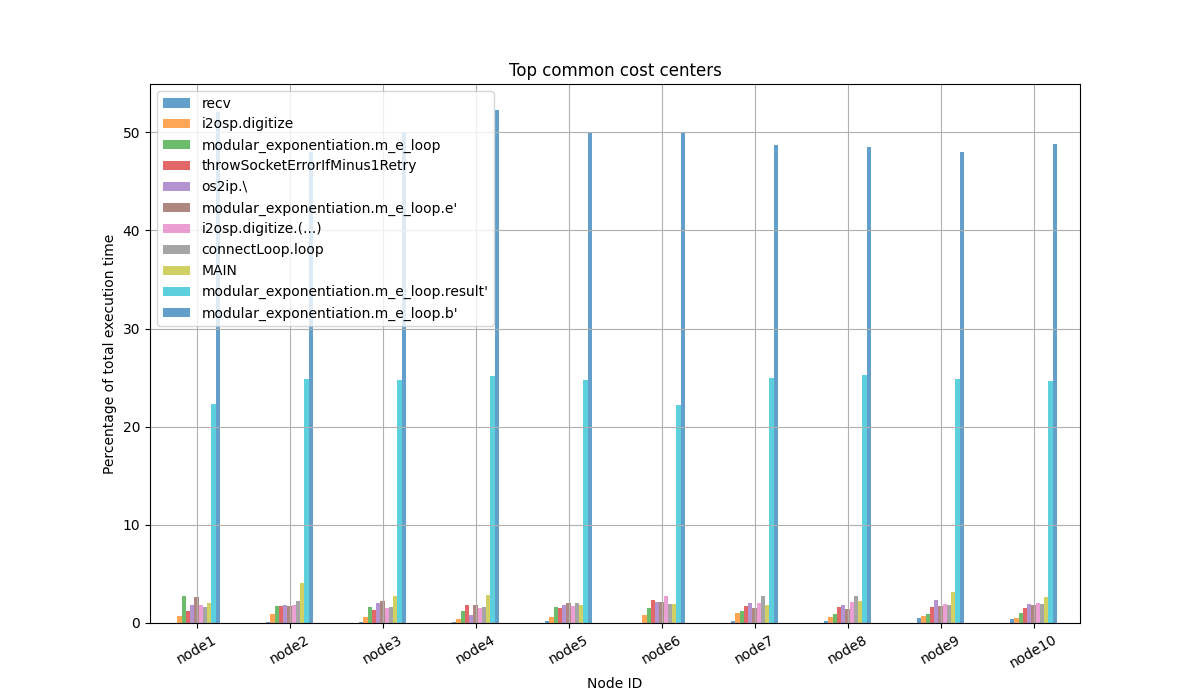 Top common cost centers
recv
i2osp.digitize
modular_exponentiation.m_e_loop
throwSocketErrorIfMinus1Retry
os2ip.\
modular_exponentiation.m_e_loop.e'
i2osp.digitize.(...)
connectLoop.loop
MAIN
modular_exponentiation.m_e_loop.result'
modular_exponentiation.m_e_loop.b'
Percentage of total execution time
50
40
30
20
10
0
node1 node2 node3 node4 node5 node6 node7 node8 node9 node10
Node ID